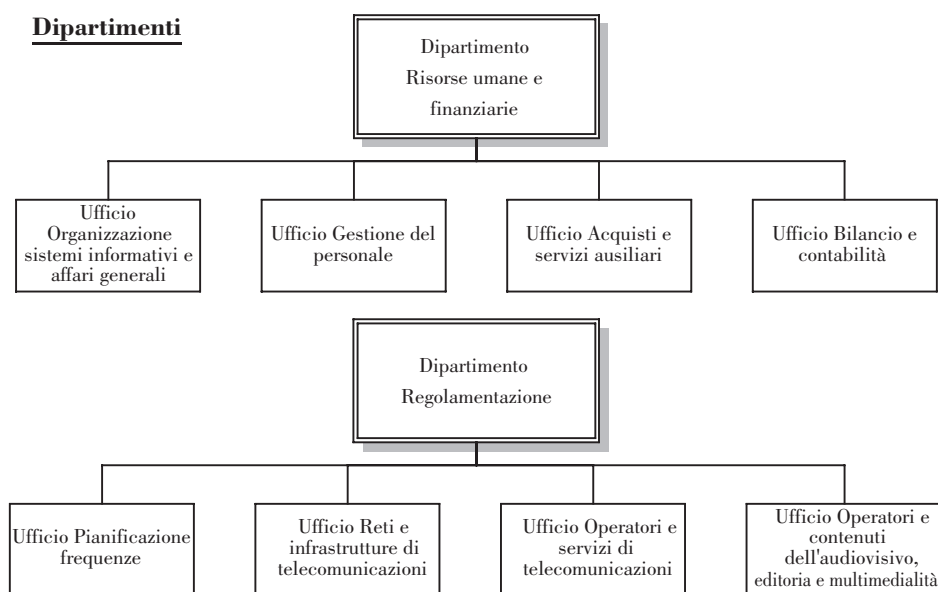 Dipartimenti
Dipartimento
Risorse umane e
finanziarie
Ufficio
Organizzazione
sistemi informativi e
affari generali
Ufficio Gestione del
personale
Ufficio Acquisti e
servizi ausiliari
Ufficio Bilancio e
contabilità
Dipartimento
Regolamentazione
Ufficio Pianificazione
frequenze
Ufficio Reti e
infrastrutture di
telecomunicazioni
Ufficio Operatori e
servizi di
telecomunicazioni
Ufficio Operatori e
contenuti
dell'audiovisivo,
editoria e multimedialità